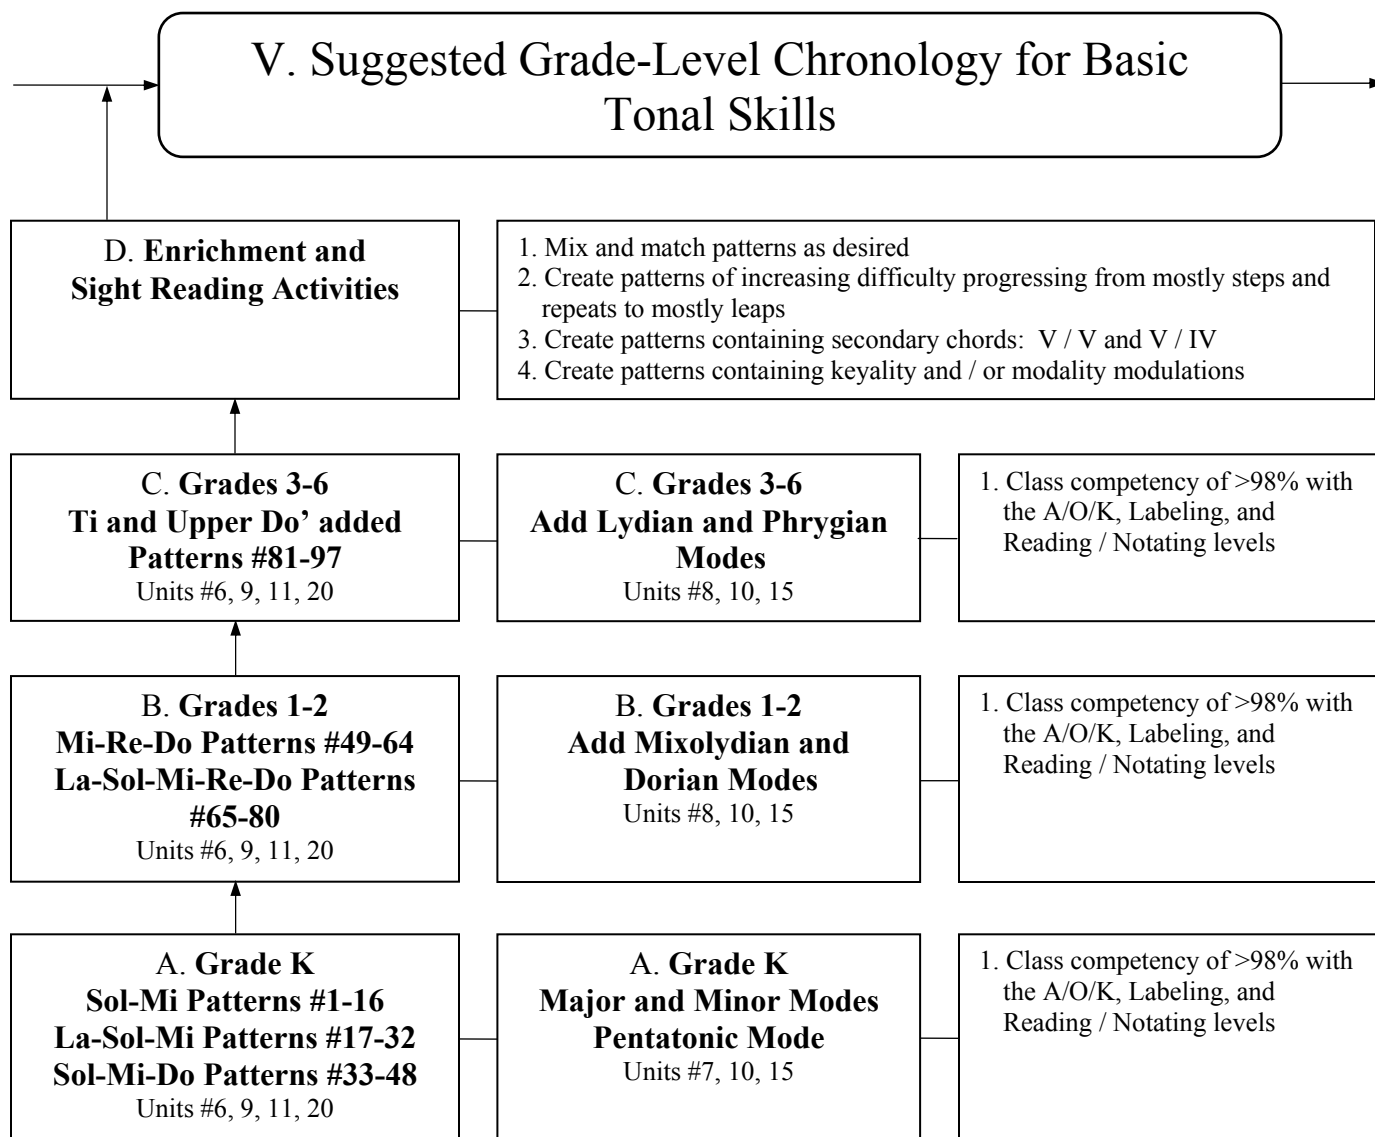 V. Suggested Grade-Level Chronology for Basic
Tonal Skills
D. Enrichment and
Sight Reading Activities
1. Mix and match patterns as desired
2. Create patterns of increasing difficulty progressing from mostly steps and
repeats to mostly leaps
3. Create patterns containing secondary chords:  V / V and V / IV
4. Create patterns containing keyality and / or modality modulations
C. Grades 3-6
Ti and Upper Do’ added
Patterns #81-97
Units #6, 9, 11, 20
C. Grades 3-6
Add Lydian and Phrygian
Modes
Units #8, 10, 15
1. Class competency of >98% with
the A/O/K, Labeling, and
Reading / Notating levels
B. Grades 1-2
Mi-Re-Do Patterns #49-64
La-Sol-Mi-Re-Do Patterns
#65-80
Units #6, 9, 11, 20
B. Grades 1-2
Add Mixolydian and
Dorian Modes
Units #8, 10, 15
1. Class competency of >98% with
the A/O/K, Labeling, and
Reading / Notating levels
A. Grade K
Sol-Mi Patterns #1-16
La-Sol-Mi Patterns #17-32
Sol-Mi-Do Patterns #33-48
Units #6, 9, 11, 20
A. Grade K
Major and Minor Modes
Pentatonic Mode
Units #7, 10, 15
1. Class competency of >98% with
the A/O/K, Labeling, and
Reading / Notating levels